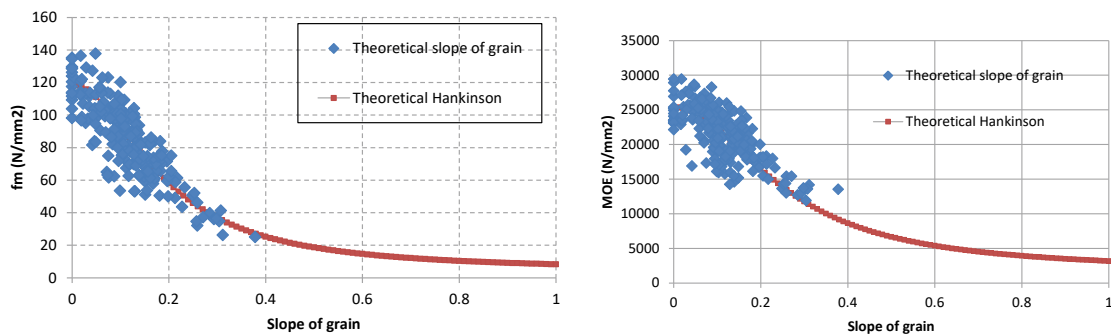 160
140
120
100
80
60
40
20
0
fm (N/mm2)
0 0.2 0.4 0.6 0.8 1
Slope of grain
Theoretical slope of grain
Theoretical Hankinson
35000
30000
25000
20000
15000
10000
5000
0
MOE (N/mm2)
0 0.2 0.4 0.6 0.8 1
Slope of grain
Theoretical slope of grain
Theoretical Hankinson